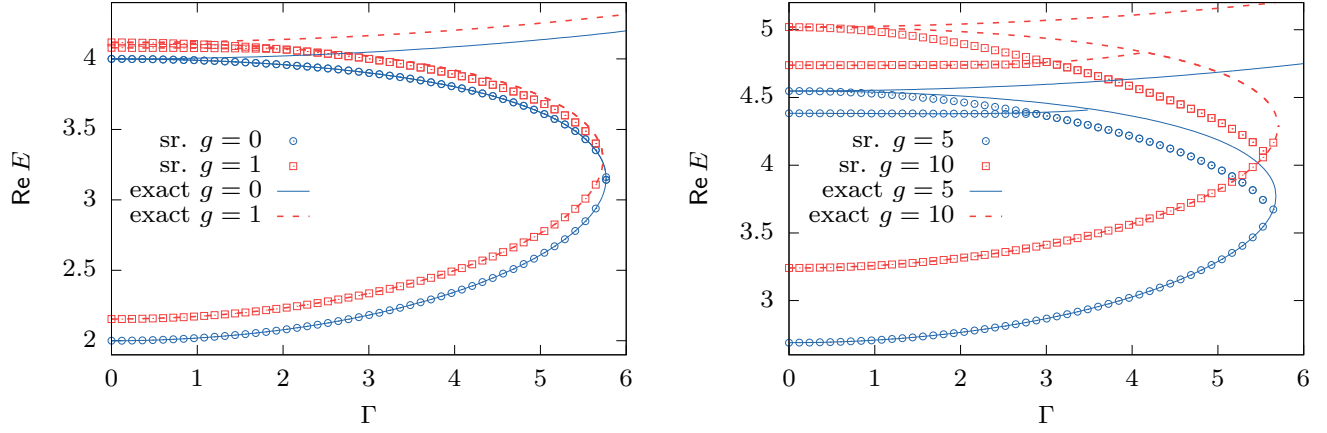 4
3.5
3
2.5
2
Re E
sr. g = 0
sr. g = 1
exact g = 0
exact g = 1
0 1 2 3 4 5 6
Γ
5
4.5
4
3.5
3
Re E
sr. g = 5
sr. g = 10
exact g = 5
exact g = 10
0 1 2 3 4 5 6
Γ